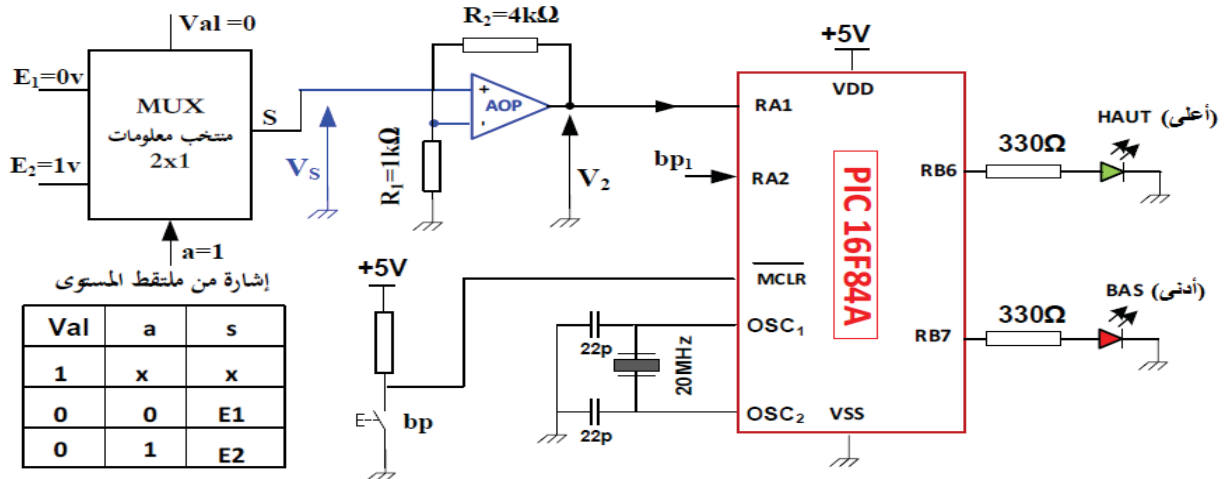 Val =0
E₁=0v
E₂=1v
MUX
منتخب معلومات
2x1
S
a=1
إشارة من ملتقط المستوى
Val a s
1 x x
0 0 E1
0 1 E2
V_S
R₂=4kΩ
R₁=1kΩ
+
-
AOP
V₂
bp₁
+5V
bp
22p
22p
20MHz
+5V
VDD
RA1
RA2
MCLR
OSC₁
OSC₂
VSS
PIC 16F84A
RB6
RB7
330Ω
HAUT (أعلى)
330Ω
BAS (أدنى)